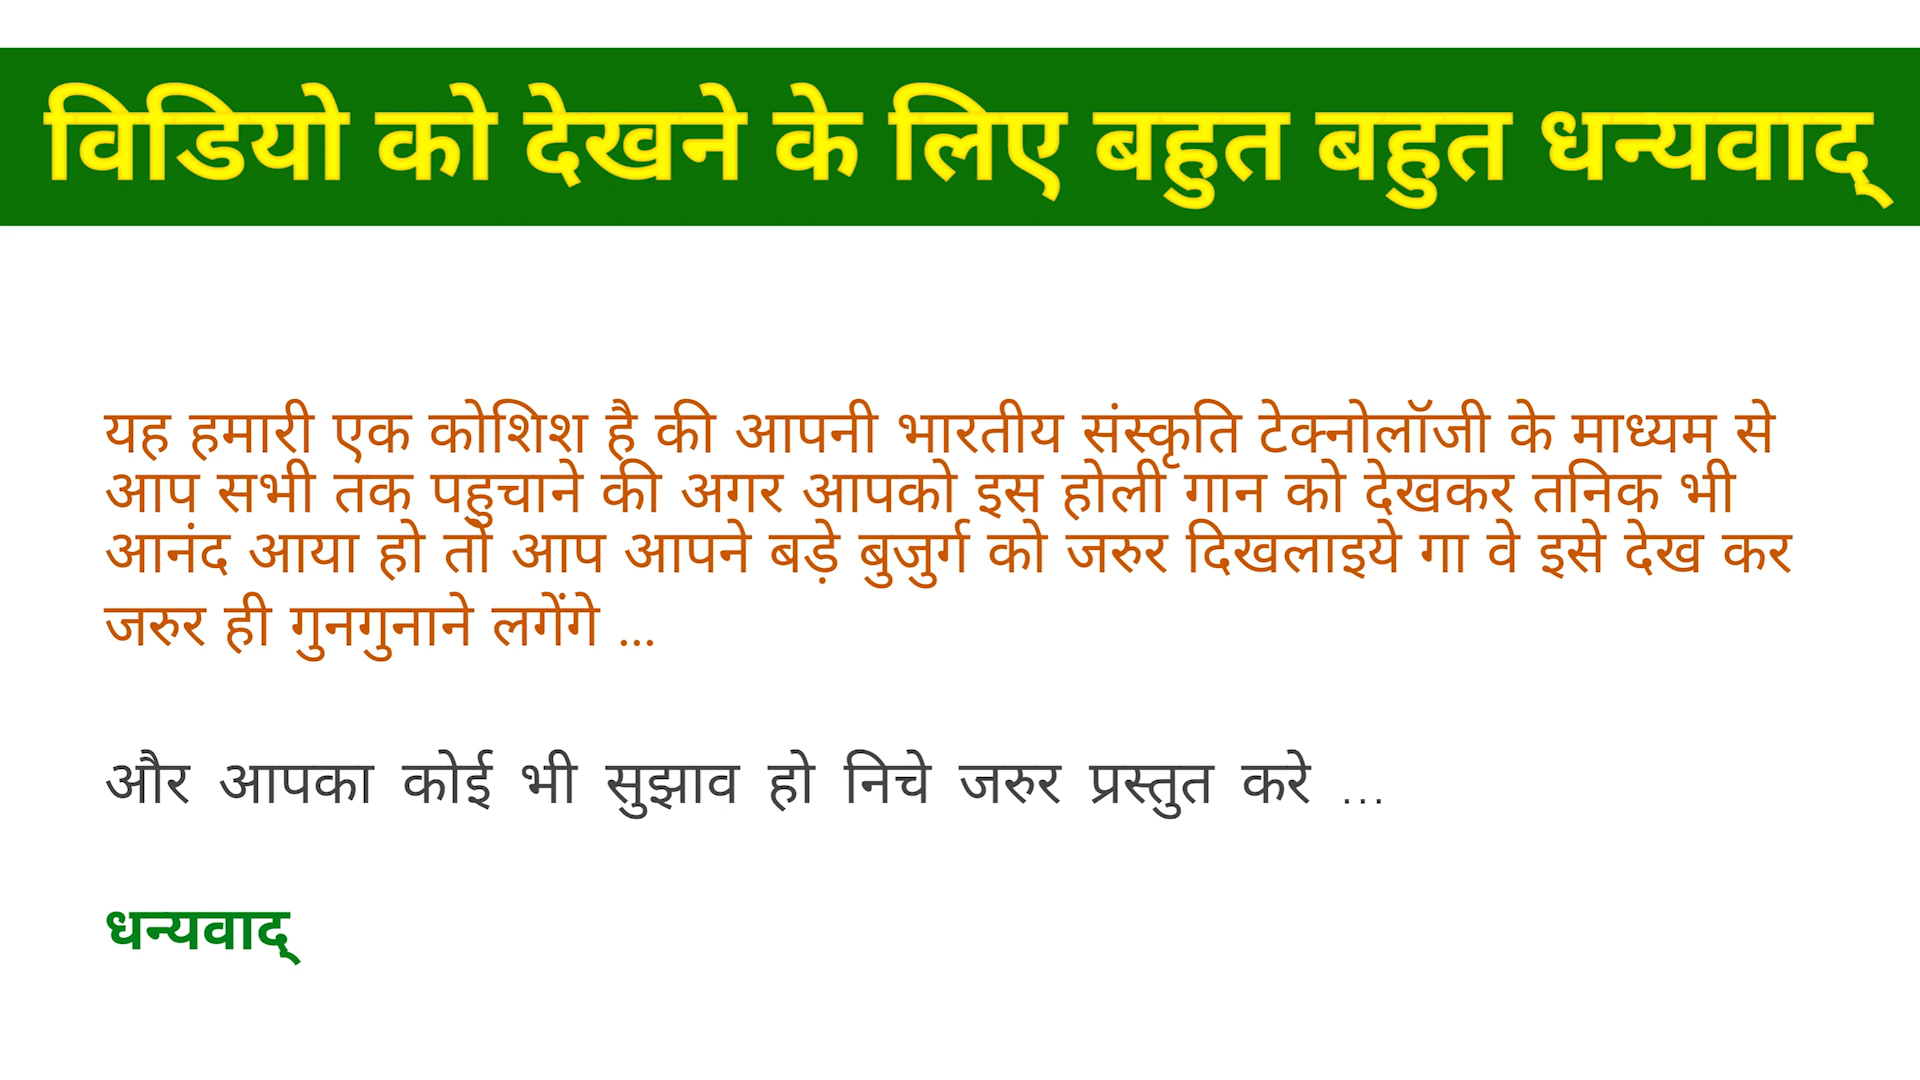 विडियो को देखने के लिए बहुत बहुत धन्यवाद्
यह हमारी एक कोशिश है की आपनी भारतीय संस्कृति टेक्नोलॉजी के माध्यम से
आप सभी तक पहुचाने की अगर आपको इस होली गान को देखकर तनिक भी
आनंद आया हो तो आप आपने बड़े बुजुर्ग को जरुर दिखलाइये गा वे इसे देख कर
जरुर ही गुनगुनाने लगेंगे ...
और आपका कोई भी सुझाव हो निचे जरुर प्रस्तुत करे ...
धन्यवाद्